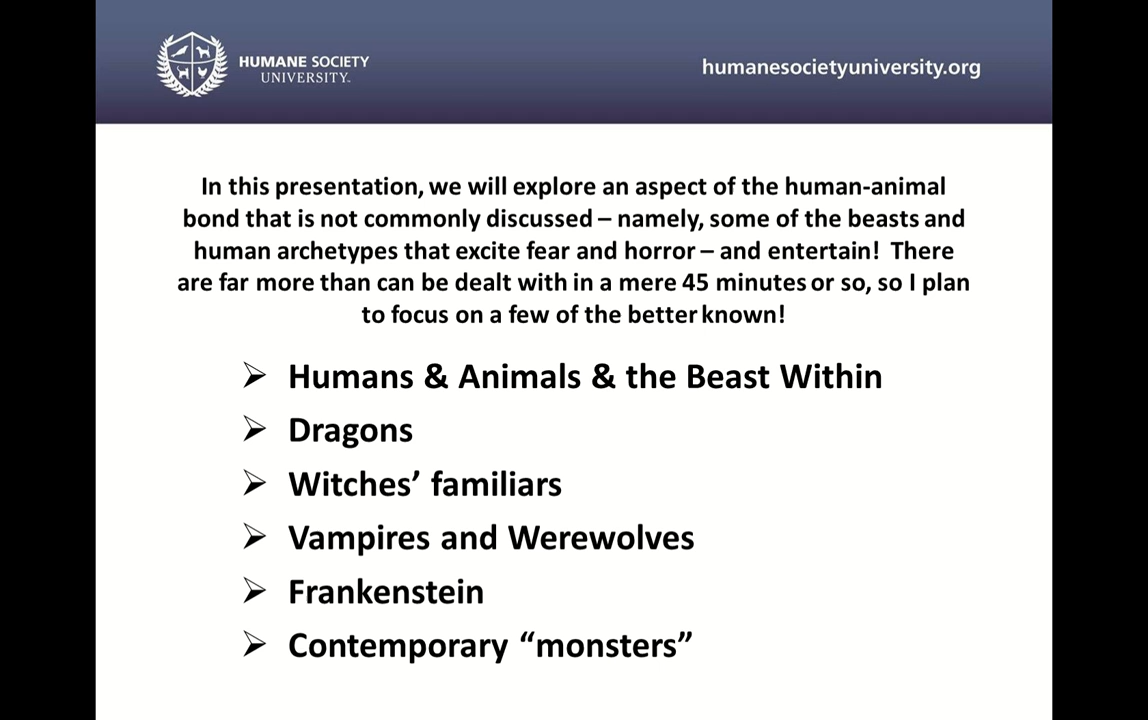 HUMANE SOCIETY
UNIVERSITY.
humanesocietyuniversity.org
In this presentation, we will explore an aspect of the human-animal
bond that is not commonly discussed – namely, some of the beasts and
human archetypes that excite fear and horror – and entertain! There
are far more than can be dealt with in a mere 45 minutes or so, so I plan
to focus on a few of the better known!
➢ Humans & Animals & the Beast Within
➢ Dragons
➢ Witches’ familiars
➢ Vampires and Werewolves
➢ Frankenstein
➢ Contemporary “monsters”